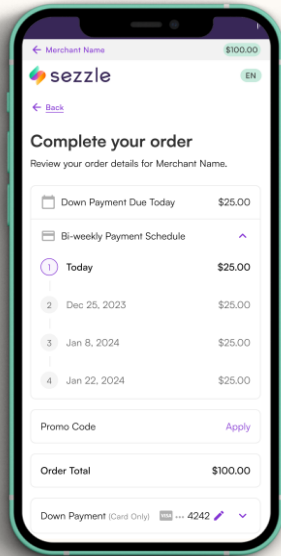 ← Merchant Name $100.00
sezzle EN
← Back
Complete your order
Review your order details for Merchant Name.
Down Payment Due Today $25.00
Bi-weekly Payment Schedule
1 Today $25.00
2 Dec 25, 2023 $25.00
3 Jan 8, 2024 $25.00
4 Jan 22, 2024 $25.00
Promo Code Apply
Order Total $100.00
Down Payment (Card Only) VISA ··· 4242